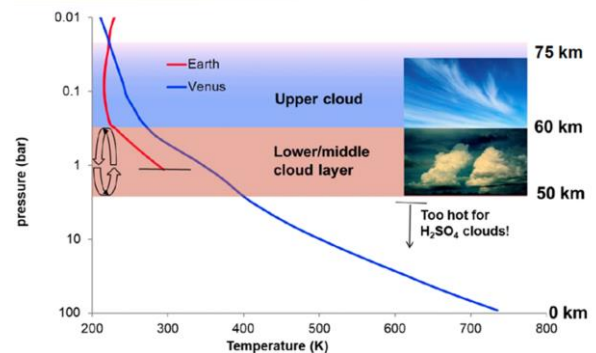 0.01
0.1
1
10
100
pressure (bar)
Earth
Venus
Upper cloud
Lower/middle
cloud layer
75 km
60 km
50 km
Too hot for
H₂SO₄ clouds!
0 km
200 300 400 500 600 700 800
Temperature (K)